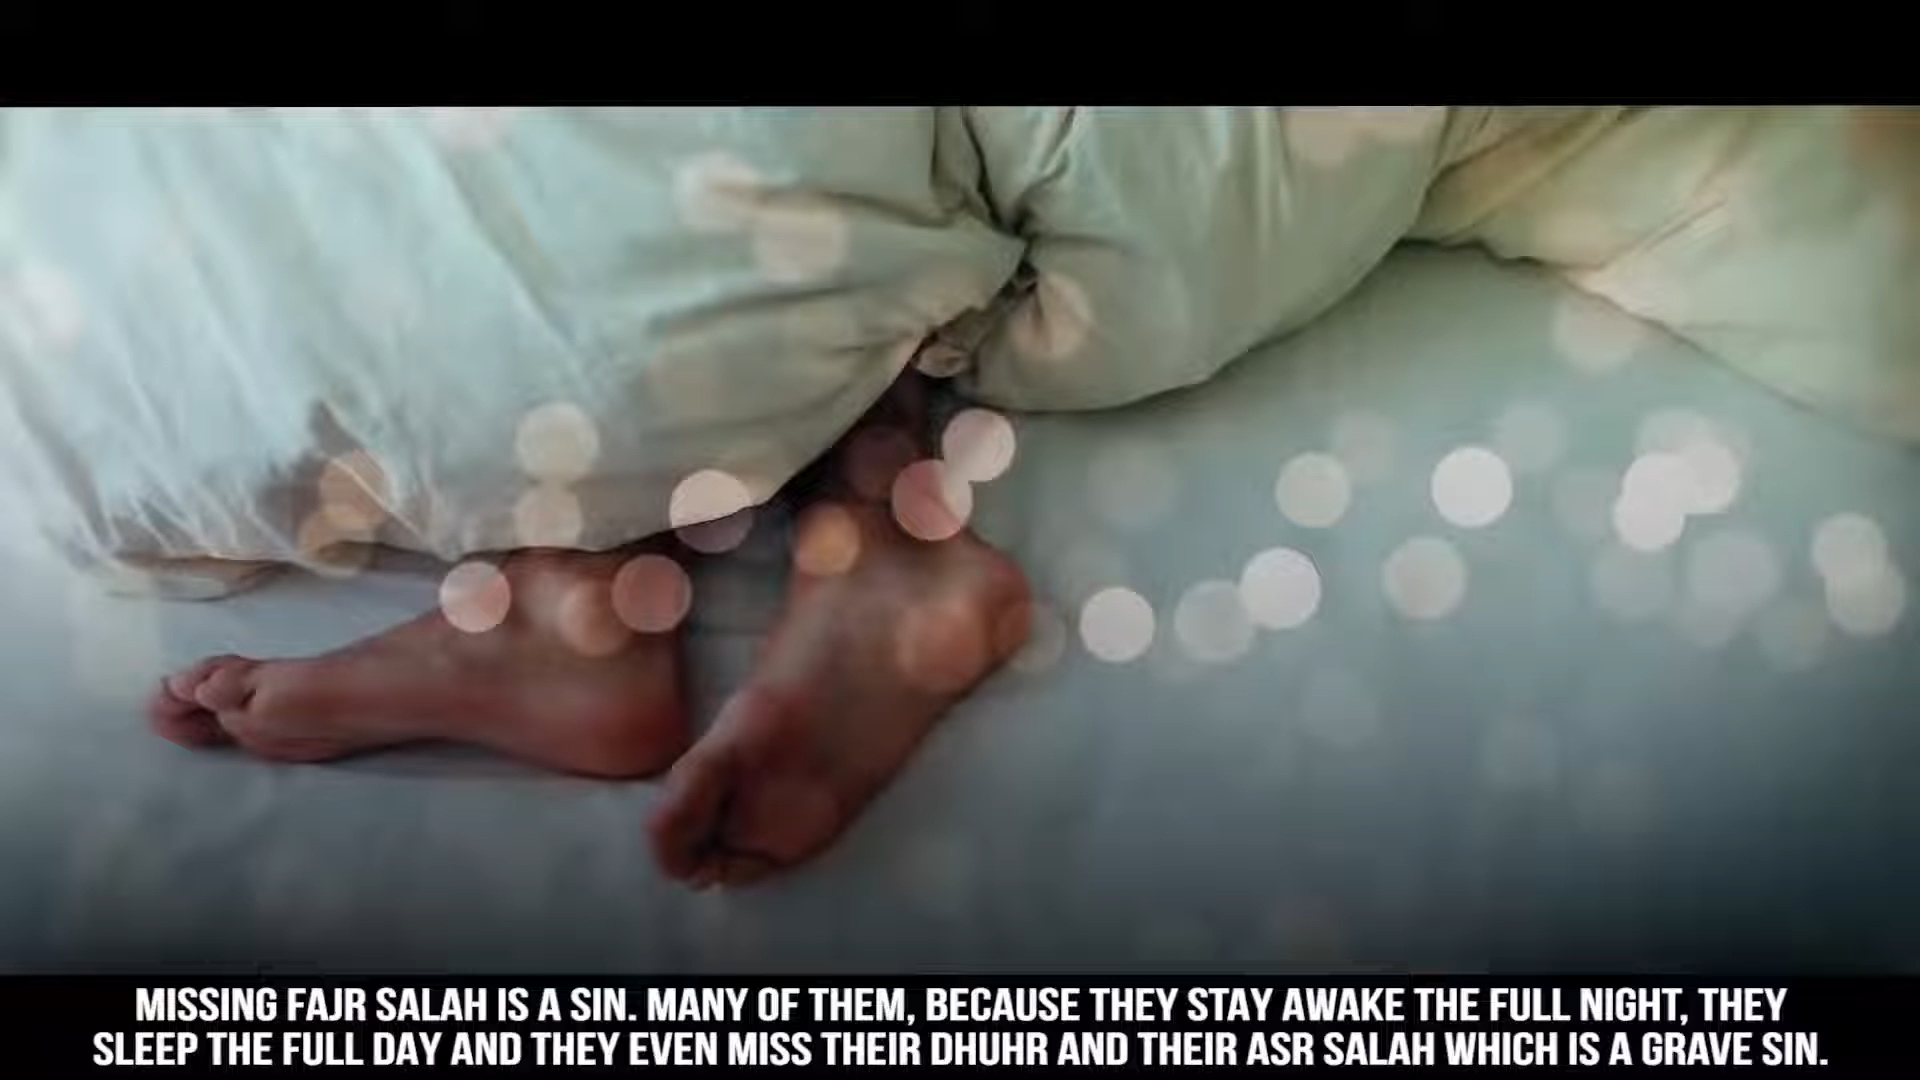 MISSING FAJR SALAH IS A SIN. MANY OF THEM, BECAUSE THEY STAY AWAKE THE FULL NIGHT, THEY
SLEEP THE FULL DAY AND THEY EVEN MISS THEIR DHUHR AND THEIR ASR SALAH WHICH IS A GRAVE SIN.